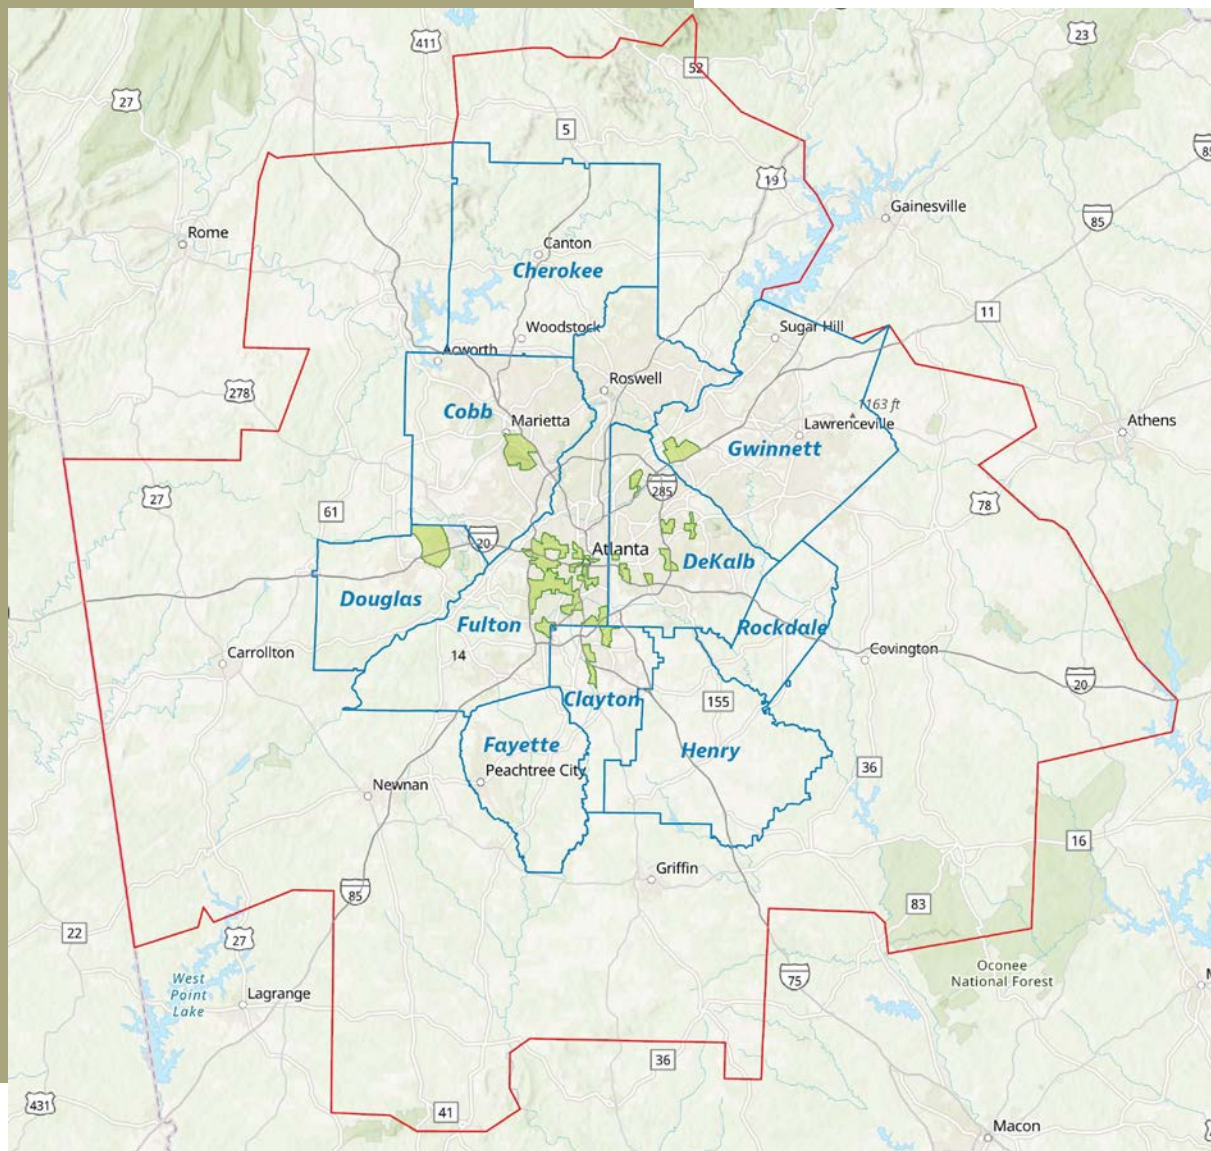 411
23
27
52
5
85
19
Gainesville
85
Rome
Canton
Cherokee
11
Woodstock
Sugar Hill
Acworth
Roswell
278
Cobb
Marietta
1163 ft
Lawrenceville
Athens
Gwinnett
27
61
285
78
20
Atlanta
DeKalb
Douglas
Fulton
Rockdale
Carrollton
14
Covington
20
Clayton
155
Fayette
Henry
Peachtree City
36
Newnan
16
Griffin
85
83
22
27
Oconee
National Forest
75
West
Point
Lake
Lagrange
36
431
41
Macon